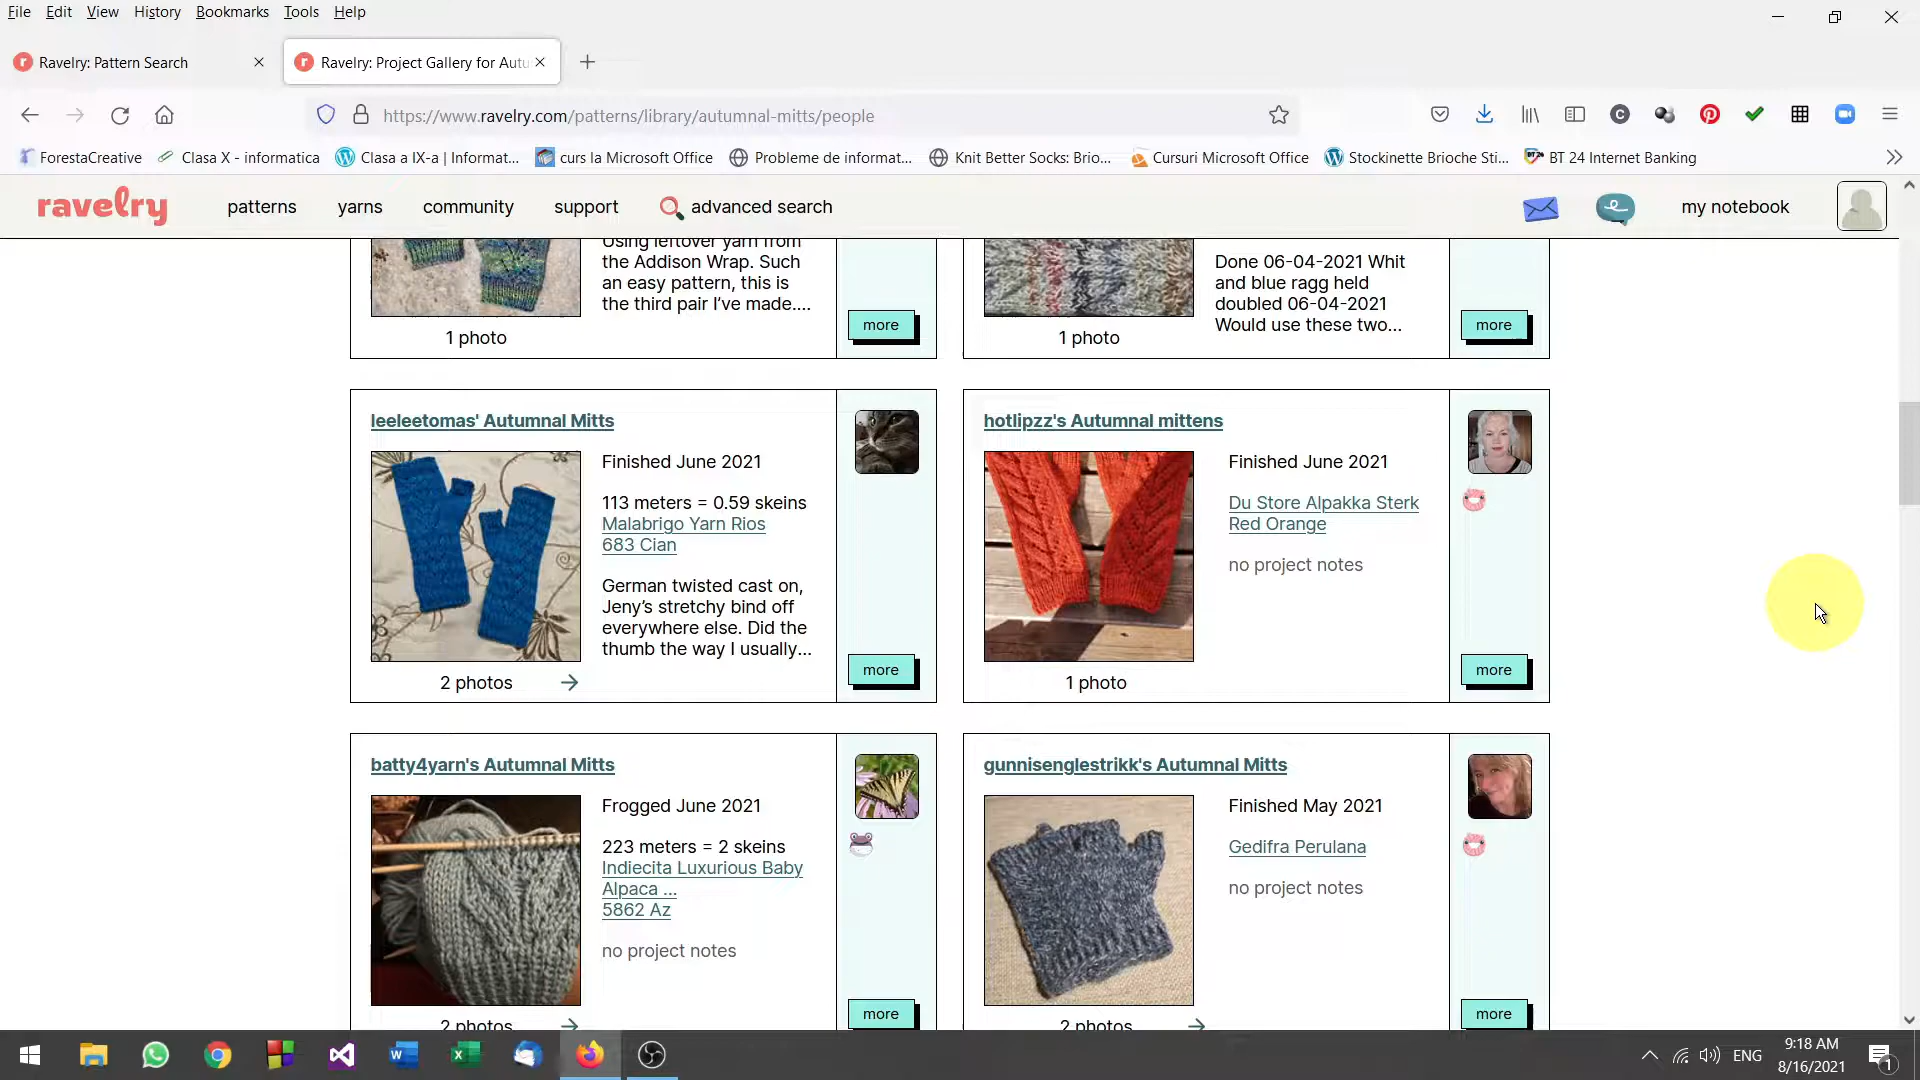 File Edit View History Bookmarks Tools Help
Ravelry: Pattern Search
Ravelry: Project Gallery for Autu
https://www.ravelry.com/patterns/library/autumnal-mitts/people
ForestaCreative
Clasa X - informatica
Clasa a IX-a | Informat...
curs la Microsoft Office
Probleme de informat...
Knit Better Socks: Brio...
Cursuri Microsoft Office
Stockinette Brioche Sti...
BT 24 Internet Banking
ravelry
patterns
yarns
community
support
advanced search
my notebook
Using leftover yarn from
the Addison Wrap. Such
an easy pattern, this is
the third pair I've made....
1 photo
more
Done 06-04-2021 Whit
and blue ragg held
doubled 06-04-2021
Would use these two...
1 photo
more
leeleetomas' Autumnal Mitts
Finished June 2021
113 meters = 0.59 skeins
Malabrigo Yarn Rios
683 Cian
German twisted cast on,
Jeny's stretchy bind off
everywhere else. Did the
thumb the way I usually...
2 photos
more
hotlipzz's Autumnal mittens
Finished June 2021
Du Store Alpakka Sterk
Red Orange
no project notes
1 photo
more
batty4yarn's Autumnal Mitts
Frogged June 2021
223 meters = 2 skeins
Indiecita Luxurious Baby
Alpaca ...
5862 Az
no project notes
2 photos
more
gunnisenglestrikk's Autumnal Mitts
Finished May 2021
Gedifra Perulana
no project notes
2 photos
more
ENG
9:18 AM
8/16/2021
1